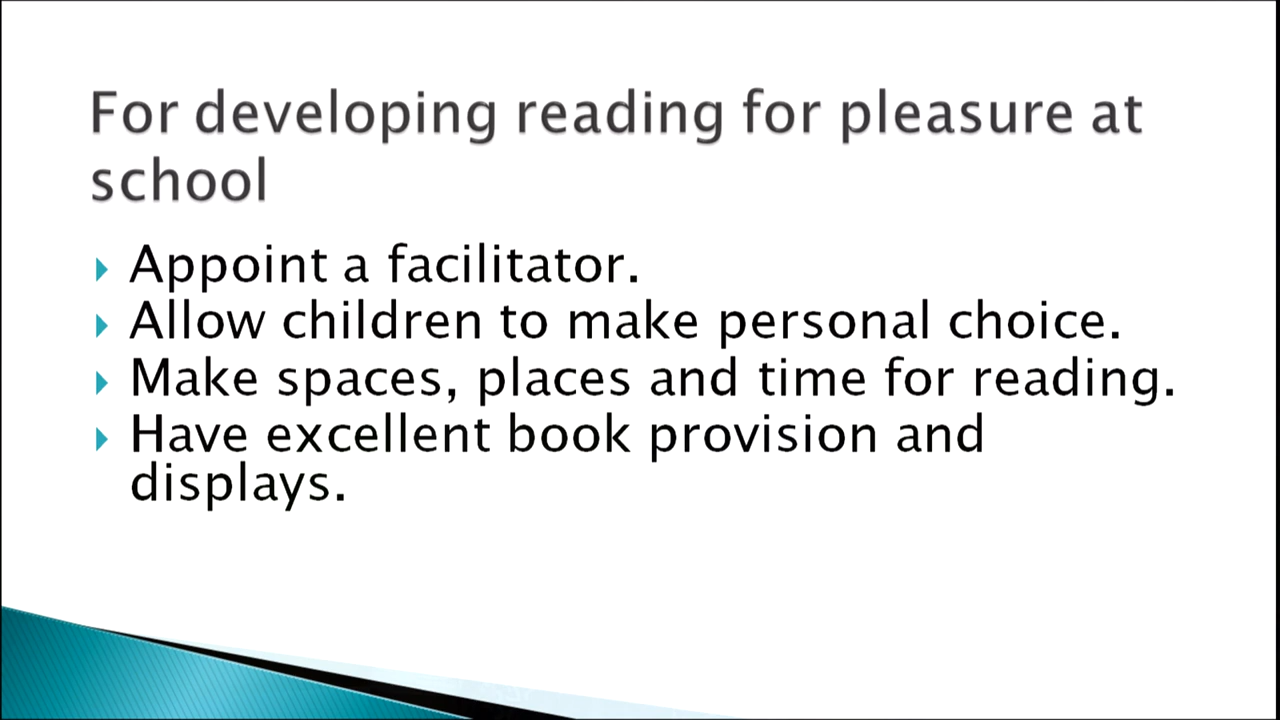 For developing reading for pleasure at
school
Appoint a facilitator.
Allow children to make personal choice.
Make spaces, places and time for reading.
Have excellent book provision and
displays.